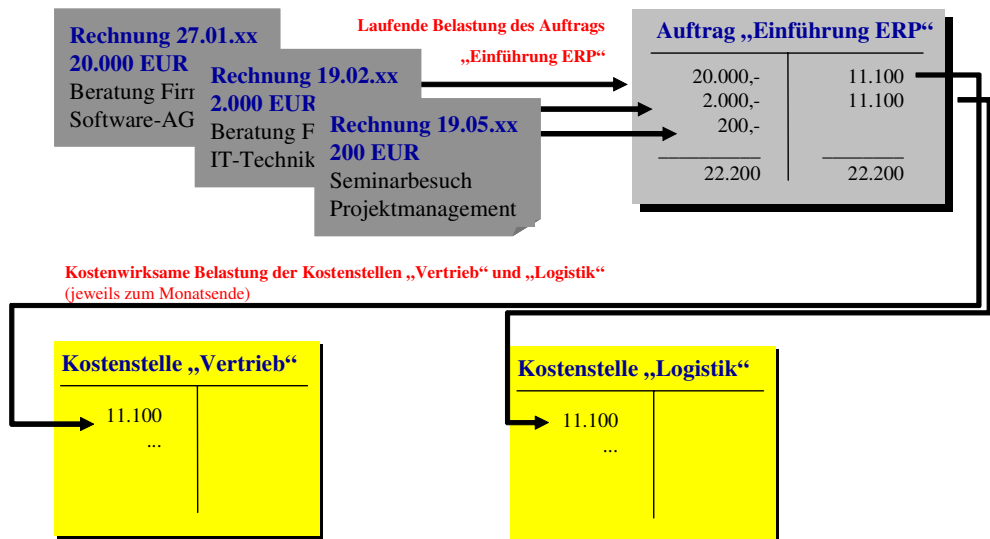 Rechnung 27.01.xx
20.000 EUR
Beratung
Software-AG
Rechnung 19.02.xx
2.000 EUR
Beratung F
IT-Technik
Rechnung 19.05.xx
200 EUR
Seminarbesuch
Projektmanagement
Laufende Belastung des Auftrags
„Einführung ERP“
Auftrag „Einführung ERP“
20.000,- 11.100
2.000,- 11.100
200,-
22.200 22.200
Kostenwirksame Belastung der Kostenstellen „Vertrieb“ und „Logistik“
(jeweils zum Monatsende)
Kostenstelle „Vertrieb“
11.100
...
Kostenstelle „Logistik“
11.100
...